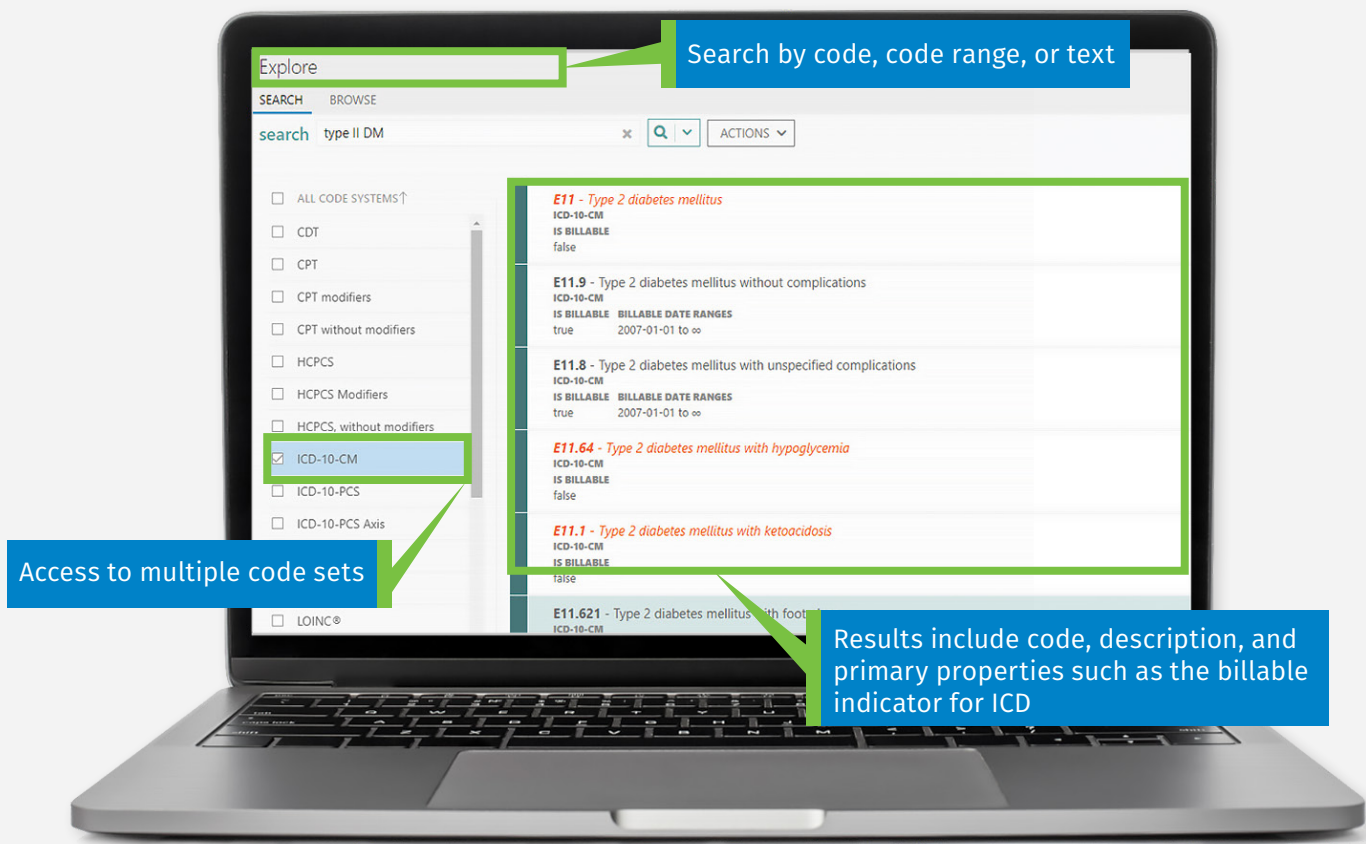 Search by code, code range, or text
Explore
SEARCH BROWSE
search type II DM ACTIONS
ALL CODE SYSTEMS↑
CDT
CPT
CPT modifiers
CPT without modifiers
HCPCS
HCPCS Modifiers
HCPCS, without modifiers
ICD-10-CM
ICD-10-PCS
ICD-10-PCS Axis
LOINC®
E11 - Type 2 diabetes mellitus
ICD-10-CM
IS BILLABLE
false
E11.9 - Type 2 diabetes mellitus without complications
ICD-10-CM
IS BILLABLE BILLABLE DATE RANGES
true 2007-01-01 to ∞
E11.8 - Type 2 diabetes mellitus with unspecified complications
ICD-10-CM
IS BILLABLE BILLABLE DATE RANGES
true 2007-01-01 to ∞
E11.64 - Type 2 diabetes mellitus with hypoglycemia
ICD-10-CM
IS BILLABLE
false
E11.1 - Type 2 diabetes mellitus with ketoacidosis
ICD-10-CM
IS BILLABLE
false
E11.621 - Type 2 diabetes mellitus with foot
ICD-10-CM
Access to multiple code sets
Results include code, description, and
primary properties such as the billable
indicator for ICD